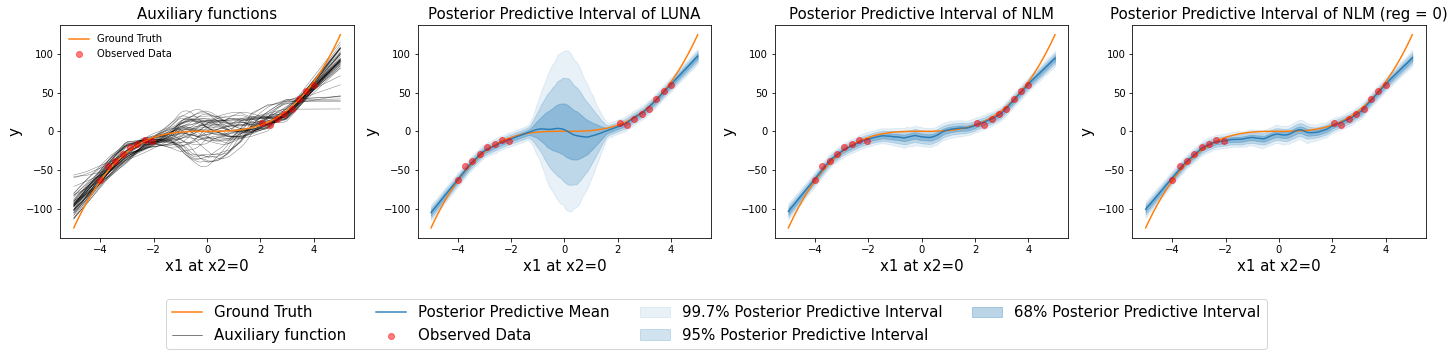 Auxiliary functions
Ground Truth
Observed Data
100
50
0
−50
−100
y
−4 −2 0 2 4
x1 at x2=0
Posterior Predictive Interval of LUNA
100
50
0
−50
−100
y
−4 −2 0 2 4
x1 at x2=0
Posterior Predictive Interval of NLM
100
50
0
−50
−100
y
−4 −2 0 2 4
x1 at x2=0
Posterior Predictive Interval of NLM (reg = 0)
100
50
0
−50
−100
y
−4 −2 0 2 4
x1 at x2=0
Ground Truth
Auxiliary function
Posterior Predictive Mean
Observed Data
99.7% Posterior Predictive Interval
95% Posterior Predictive Interval
68% Posterior Predictive Interval